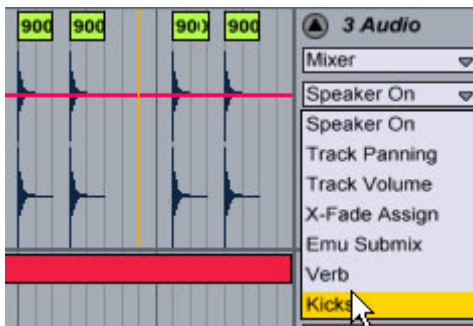 900 900 900 900
3 Audio
Mixer
Speaker On
Speaker On
Track Panning
Track Volume
X-Fade Assign
Emu Submix
Verb
Kicks